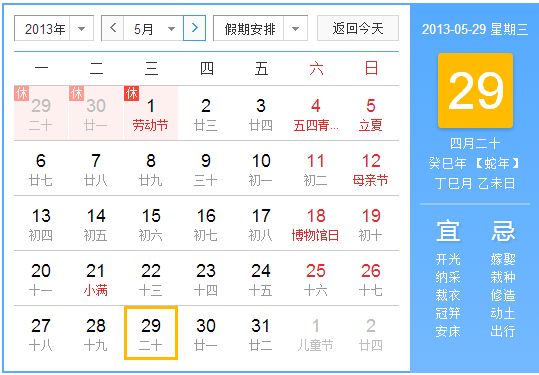 2013年 5月 假期安排 返回今天
一 二 三 四 五 六 日
休 休 休
29 30 1 2 3 4 5
二十 廿一 劳动节 廿三 廿四 五四青... 立夏
6 7 8 9 10 11 12
廿七 廿八 廿九 三十 初一 初二 母亲节
13 14 15 16 17 18 19
初四 初五 初六 初七 初八 博物馆日 初十
20 21 22 23 24 25 26
十一 小满 十三 十四 十五 十六 十七
27 28 29 30 31 1 2
十八 十九 二十 廿一 廿二 儿童节 廿四
2013-05-29 星期三
29
四月二十
癸巳年 【蛇年】
丁巳月 乙未日
宜 忌
开光 嫁娶
纳采 栽种
裁衣 修造
冠笄 动土
安床 出行